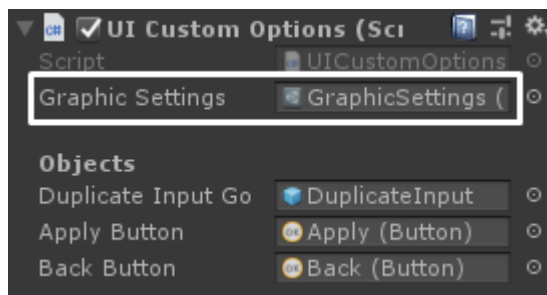 UI Custom Options (Scr
Script UICustomOptions
Graphic Settings GraphicSettings (
Objects
Duplicate Input Go DuplicateInput
Apply Button Apply (Button)
Back Button Back (Button)